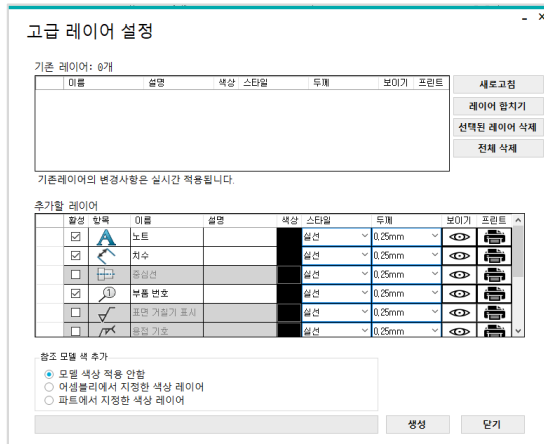 고급 레이어 설정
기존 레이어: 0개
이름 설명 색상 스타일 두께 보이기 프린트
새로고침
레이어 합치기
선택된 레이어 삭제
전체 삭제
기존레이어의 변경사항은 실시간 적용됩니다.
추가할 레이어
활성 항목 이름 설명 색상 스타일 두께 보이기 프린트
노트 실선 0,25mm
치수 실선 0,25mm
중심선 실선 0,25mm
1 부품 번호 실선 0,25mm
표면 거칠기 표시 실선 0,25mm
용접 기호 실선 0,25mm
참조 모델 색 추가
모델 색상 적용 안함
어셈블리에서 지정한 색상 레이어
파트에서 지정한 색상 레이어
생성 닫기